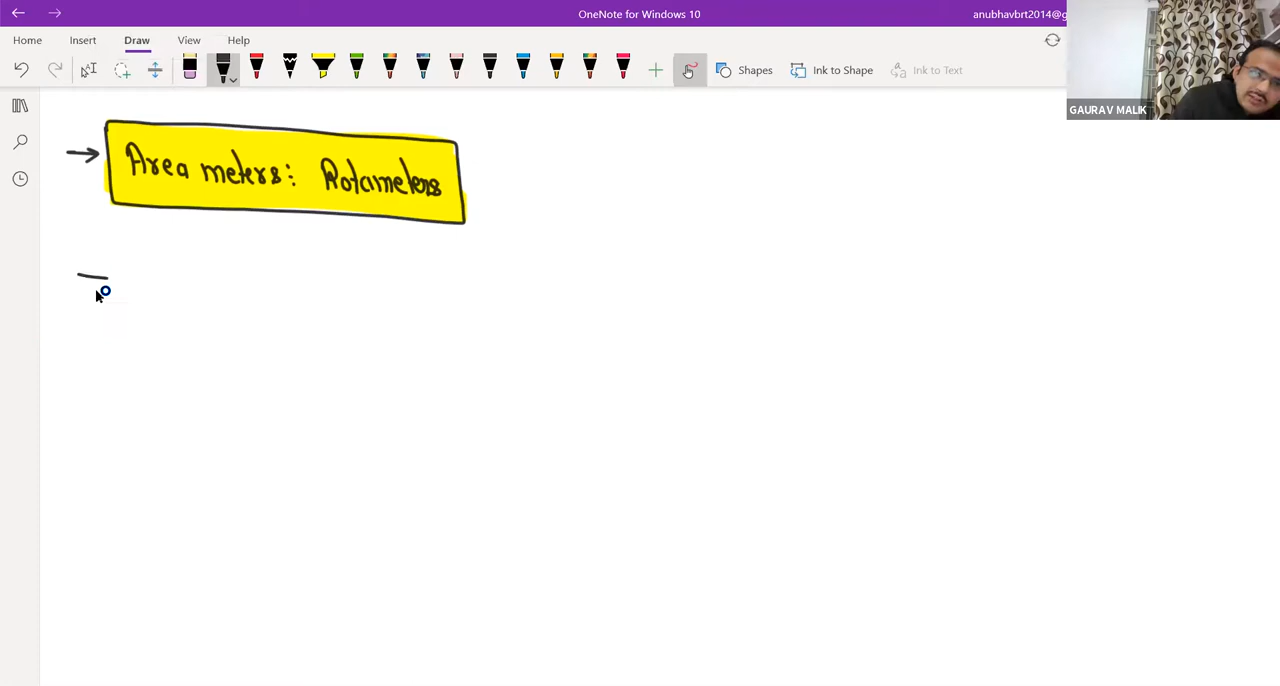 OneNote for Windows 10
anubhavbrt2014@g
Home Insert Draw View Help
Shapes Ink to Shape Ink to Text
GAURAV MALIK
→ Area meters: Rotameters